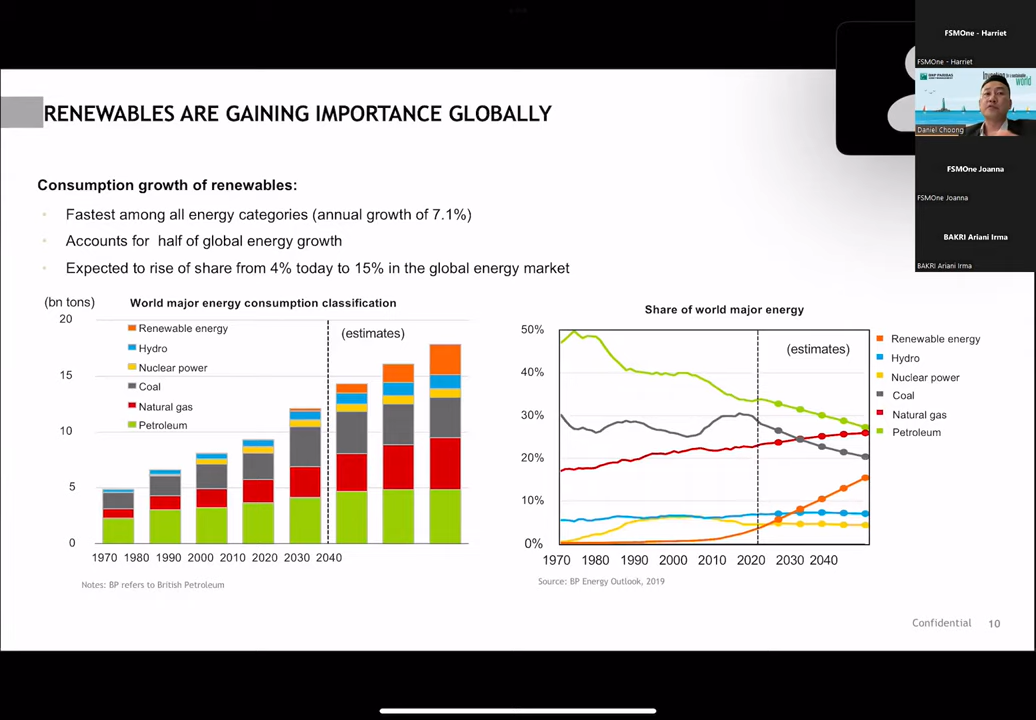 FSMOne - Harriet
FSMOne - Harriet
BNP PARIBAS
world
Daniel Choong
FSMOne Joanna
FSMOne Joanna
BAKRI Ariani Irma
BAKRI Ariani Irma
RENEWABLES ARE GAINING IMPORTANCE GLOBALLY
Consumption growth of renewables:
• Fastest among all energy categories (annual growth of 7.1%)
• Accounts for half of global energy growth
• Expected to rise of share from 4% today to 15% in the global energy market
(bn tons)
World major energy consumption classification
20
15
10
5
0
Renewable energy
Hydro
Nuclear power
Coal
Natural gas
Petroleum
(estimates)
1970 1980 1990 2000 2010 2020 2030 2040
Notes: BP refers to British Petroleum
Share of world major energy
50%
40%
30%
20%
10%
0%
(estimates)
Renewable energy
Hydro
Nuclear power
Coal
Natural gas
Petroleum
1970 1980 1990 2000 2010 2020 2030 2040
Source: BP Energy Outlook, 2019
Confidential 10